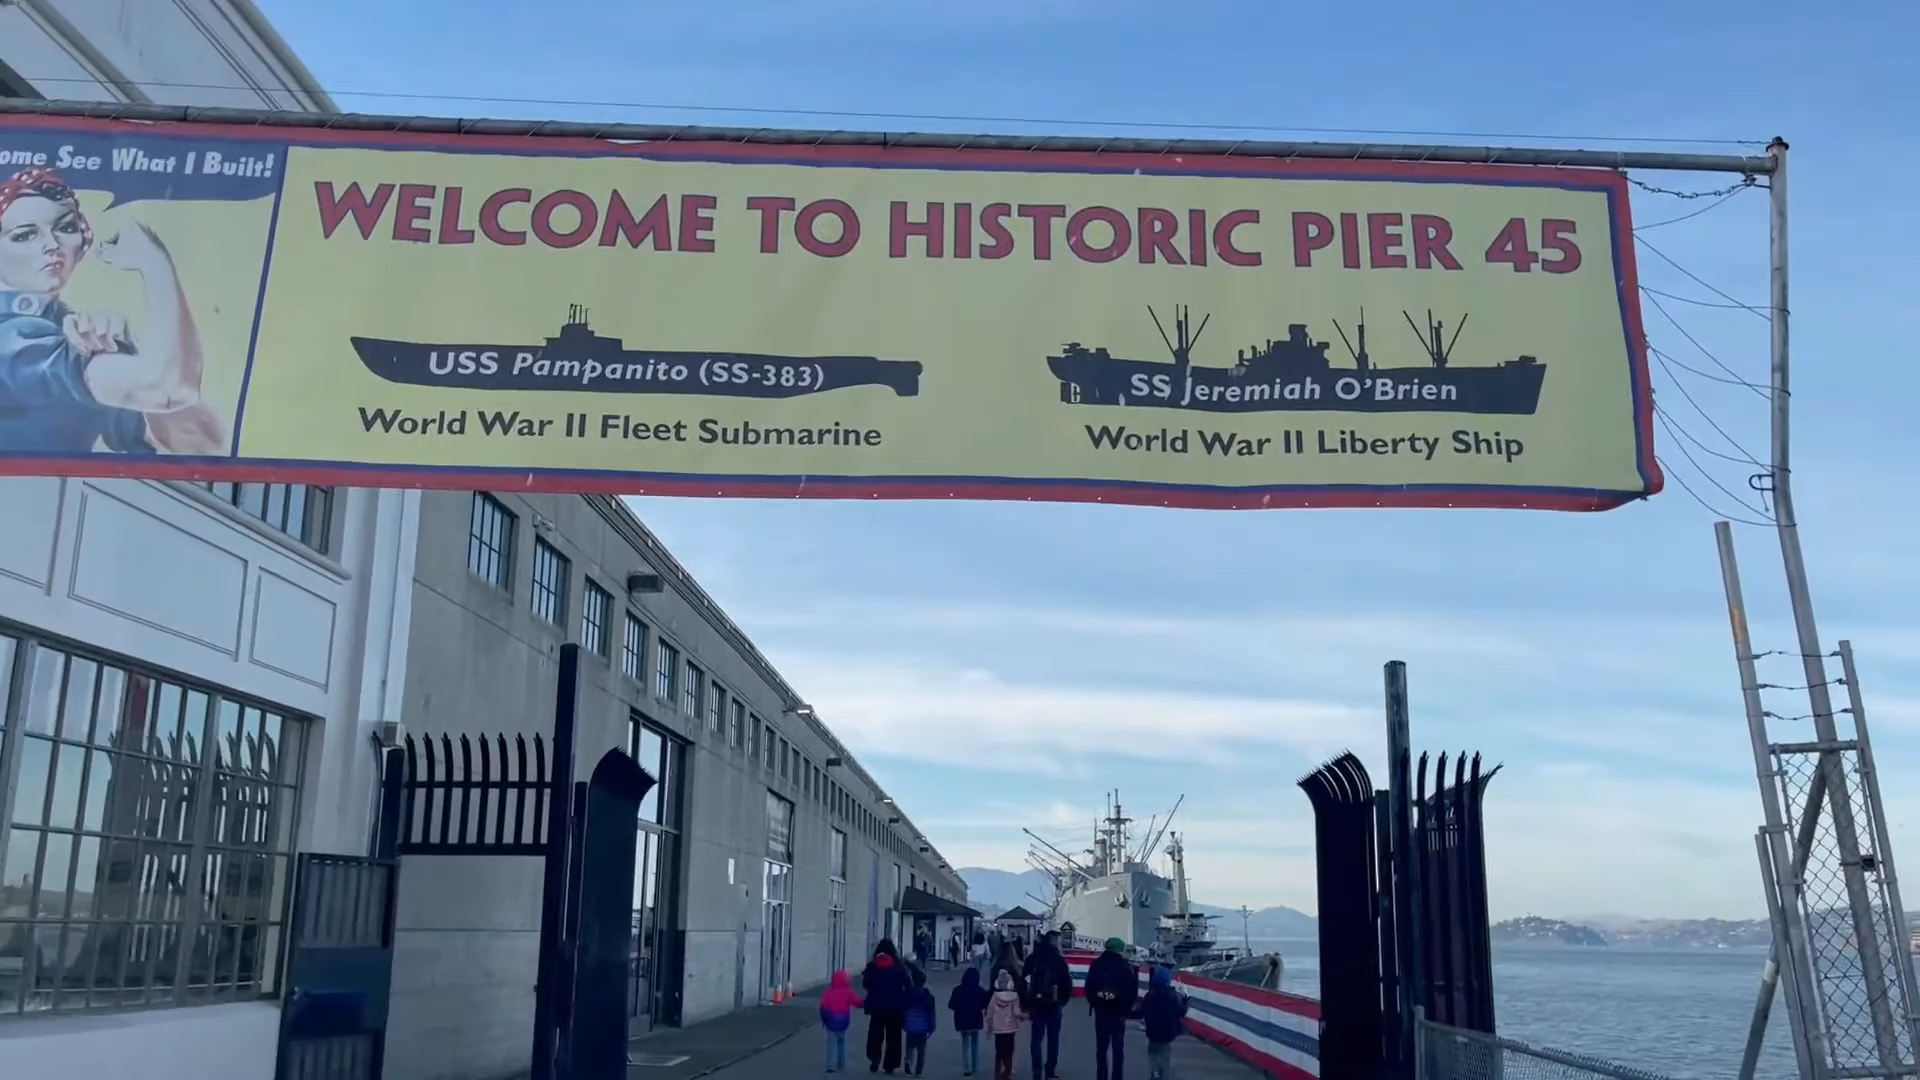 ome See What I Built!
WELCOME TO HISTORIC PIER 45
USS Pampanito (SS-383)
World War II Fleet Submarine
SS Jeremiah O'Brien
World War II Liberty Ship